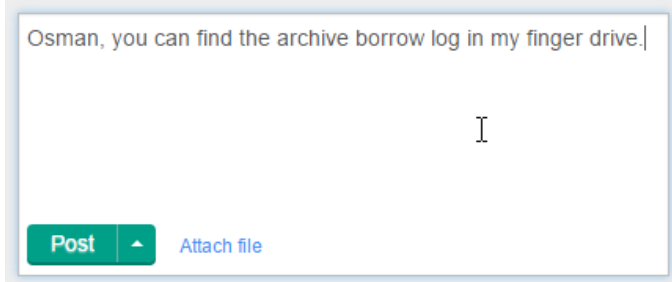 Osman, you can find the archive borrow log in my finger drive.
Post
Attach file